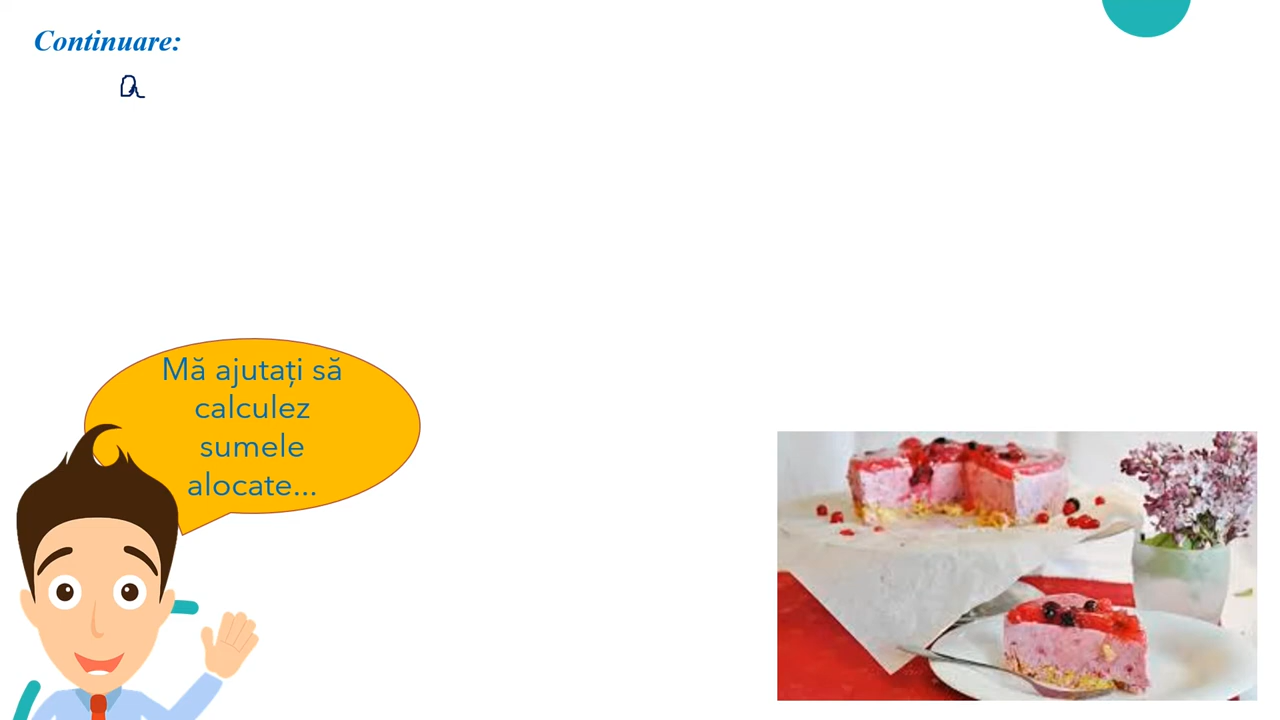 Continuare:
a
Mă ajutați să
calculez
sumele
alocate...